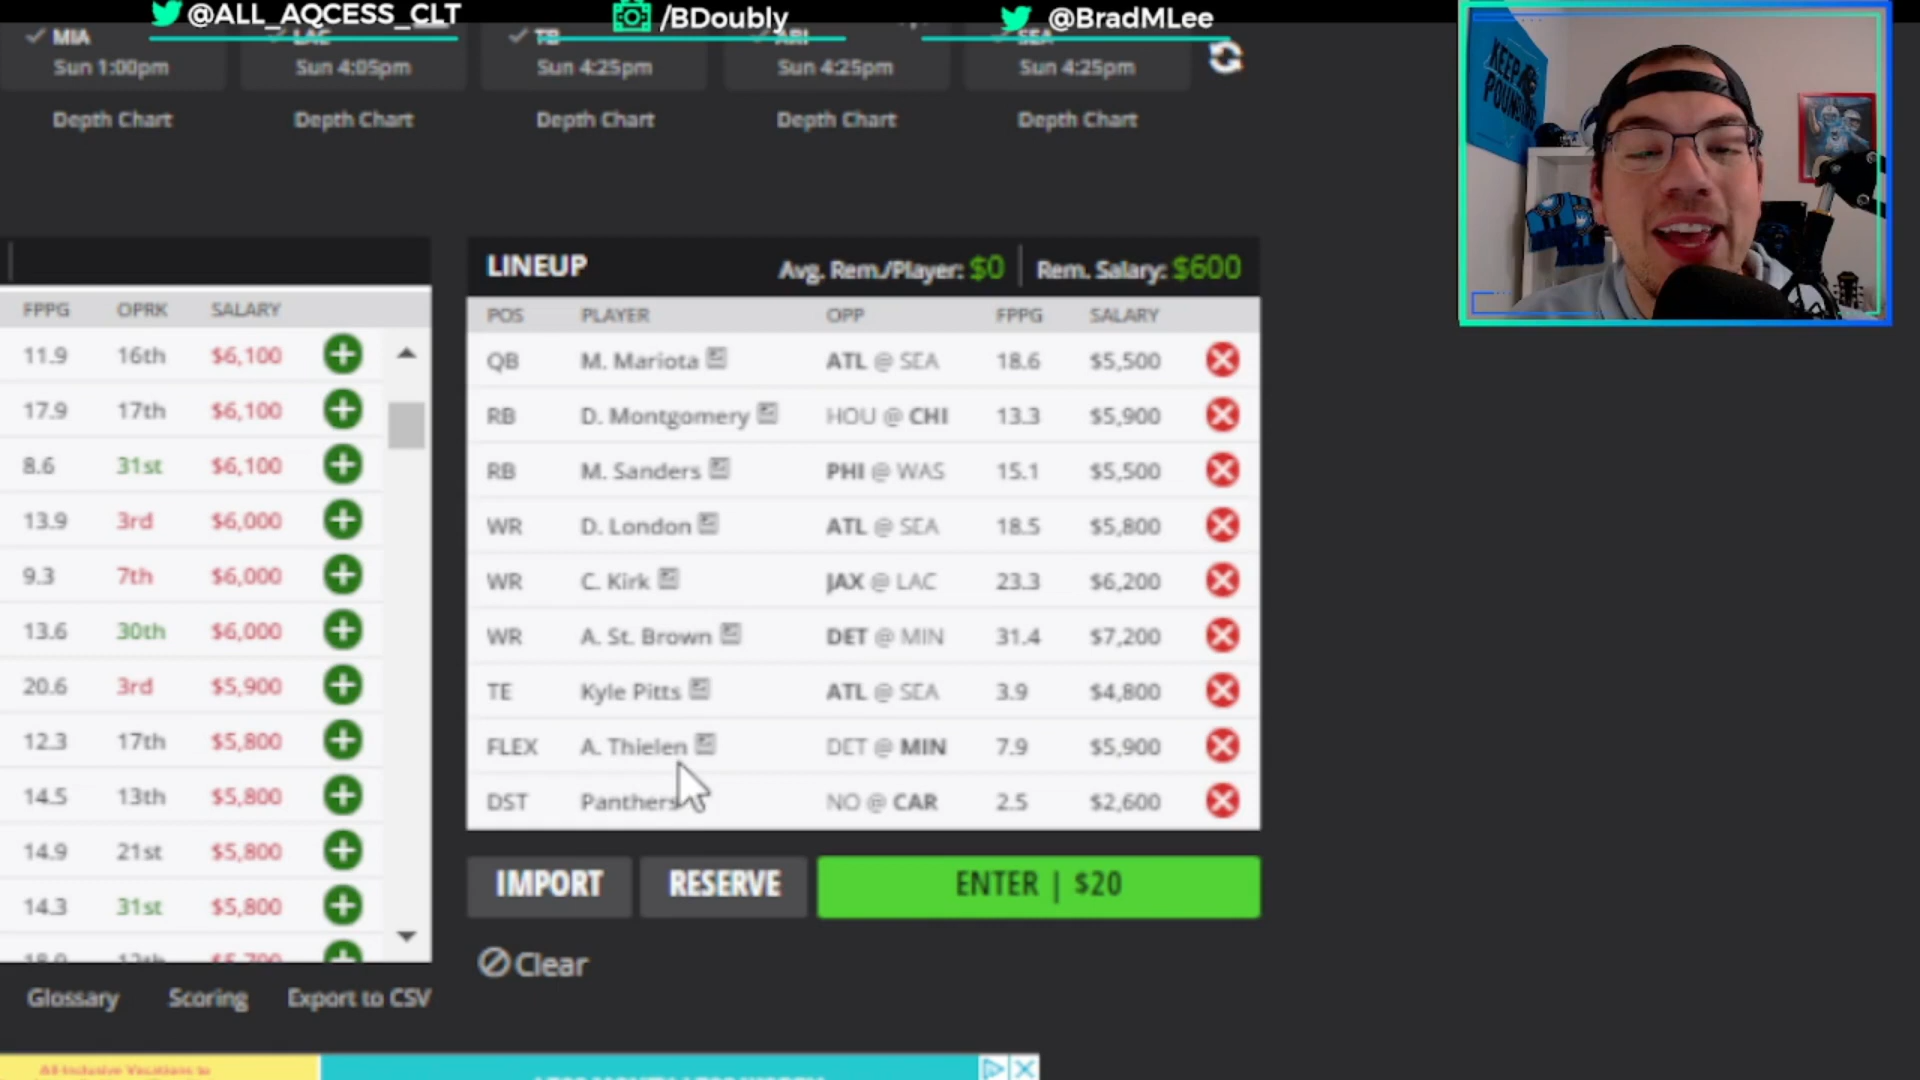 @ALL_AQCESS_CLT /BDoubly @BradMLee
MIA LAC TB ARI SEA
Sun 1:00pm Sun 4:05pm Sun 4:25pm Sun 4:25pm Sun 4:25pm
Depth Chart Depth Chart Depth Chart Depth Chart Depth Chart
KEEP
POUNDING
LINEUP Avg. Rem./Player: $0 Rem. Salary: $600
FPPG OPRK SALARY
11.9 16th $6,100
17.9 17th $6,100
8.6 31st $6,100
13.9 3rd $6,000
9.3 7th $6,000
13.6 30th $6,000
20.6 3rd $5,900
12.3 17th $5,800
14.5 13th $5,800
14.9 21st $5,800
14.3 31st $5,800
POS PLAYER OPP FPPG SALARY
QB M. Mariota ATL @ SEA 18.6 $5,500
RB D. Montgomery HOU @ CHI 13.3 $5,900
RB M. Sanders PHI @ WAS 15.1 $5,500
WR D. London ATL @ SEA 18.5 $5,800
WR C. Kirk JAX @ LAC 23.3 $6,200
WR A. St. Brown DET @ MIN 31.4 $7,200
TE Kyle Pitts ATL @ SEA 3.9 $4,800
FLEX A. Thielen DET @ MIN 7.9 $5,900
DST Panthers NO @ CAR 2.5 $2,600
IMPORT RESERVE ENTER | $20
Clear
Glossary Scoring Export to CSV
All-Inclusive Vacations to